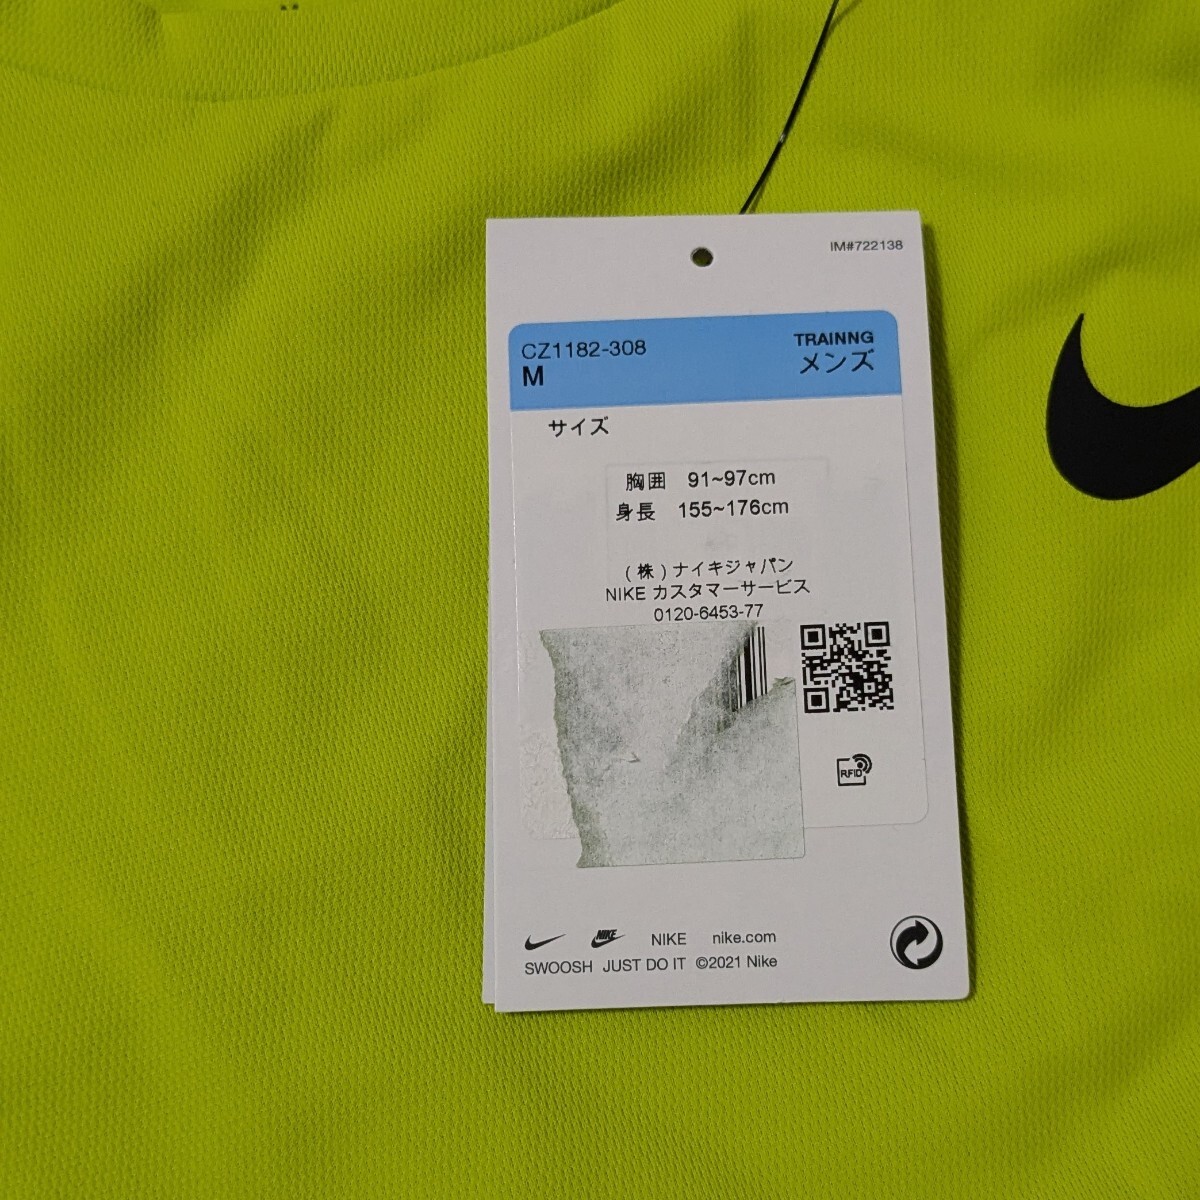 IM#722138
CZ1182-308
TRAINNG
M
メンズ
サイズ
胸囲 91~97cm
身長 155~176cm
(株)ナイキジャパン
NIKE カスタマーサービス
0120-6453-77
RFID
NIKE NIKE nike.com
SWOOSH JUST DO IT ©2021 Nike